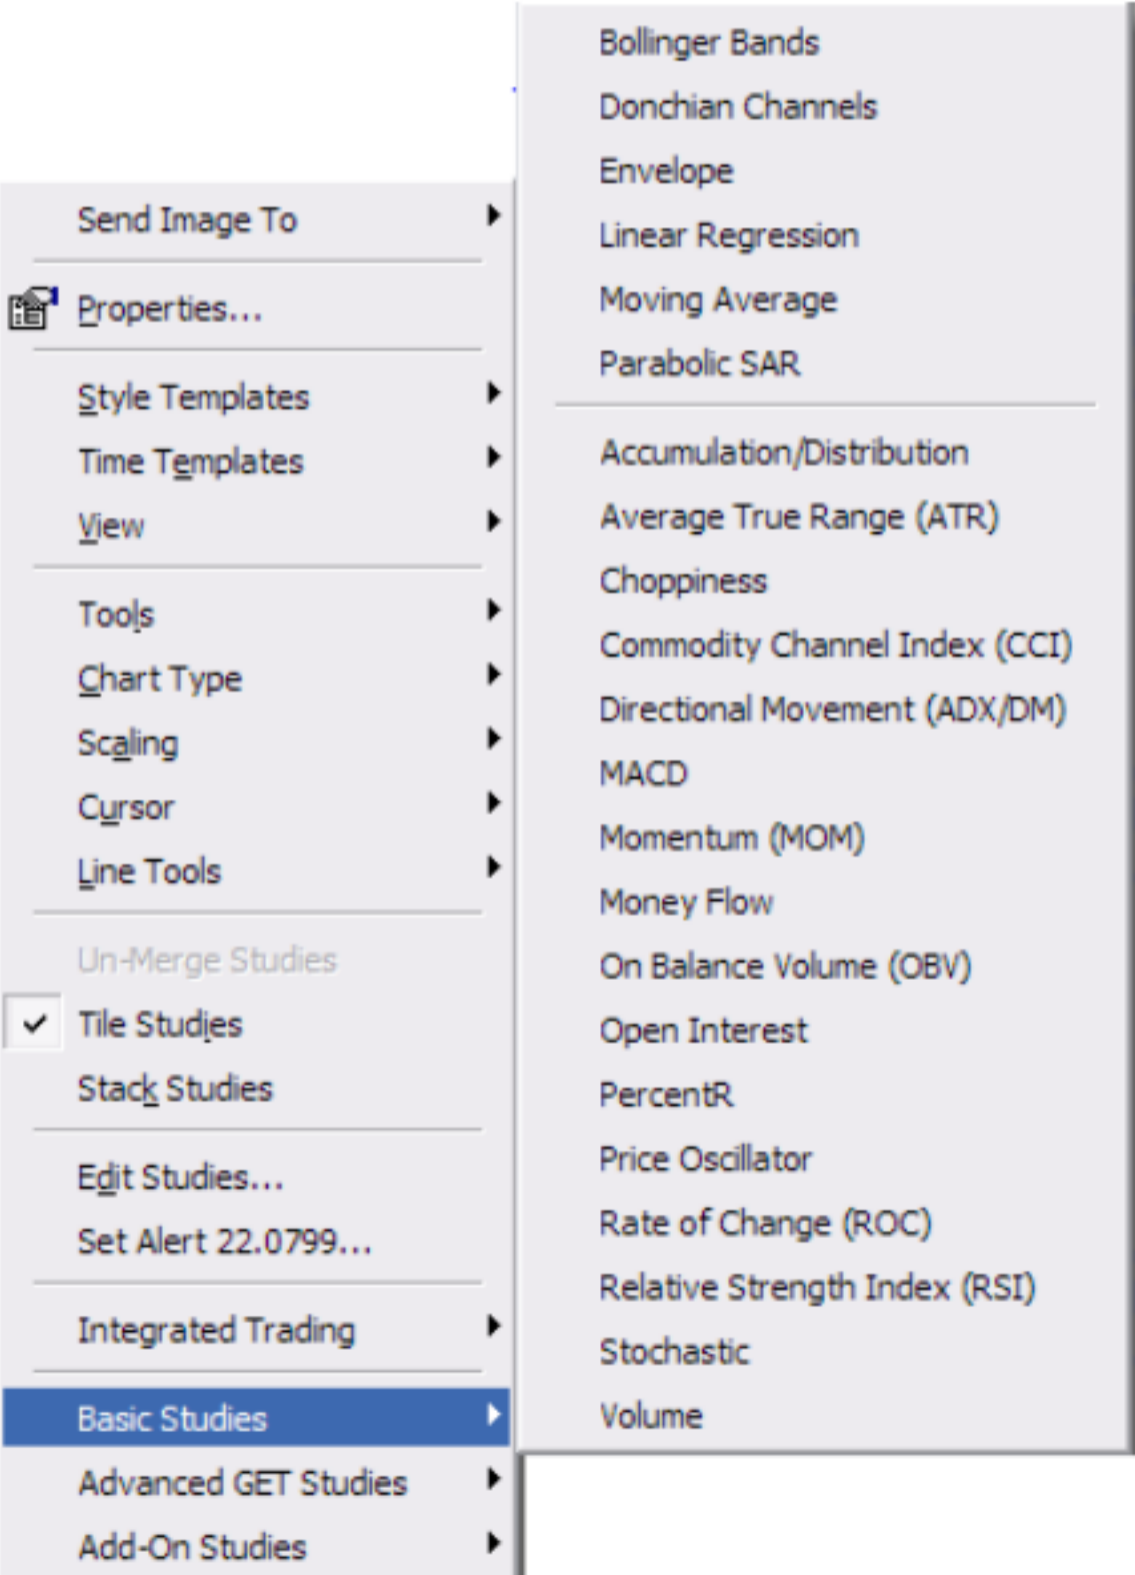 Send Image To
Properties...
Style Templates
Time Templates
View
Tools
Chart Type
Scaling
Cursor
Line Tools
Un-Merge Studies
Tile Studies
Stack Studies
Edit Studies...
Set Alert 22.0799...
Integrated Trading
Basic Studies
Advanced GET Studies
Add-On Studies
Bollinger Bands
Donchian Channels
Envelope
Linear Regression
Moving Average
Parabolic SAR
Accumulation/Distribution
Average True Range (ATR)
Choppiness
Commodity Channel Index (CCI)
Directional Movement (ADX/DM)
MACD
Momentum (MOM)
Money Flow
On Balance Volume (OBV)
Open Interest
PercentR
Price Oscillator
Rate of Change (ROC)
Relative Strength Index (RSI)
Stochastic
Volume